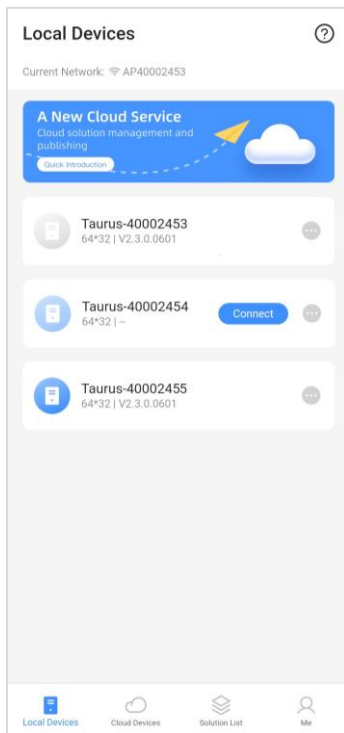 Local Devices
Current Network: AP40002453
A New Cloud Service
Cloud solution management and
publishing
Quick Introduction
Taurus-40002453
64*32 | V2.3.0.0601
Taurus-40002454
64*32 | --
Connect
Taurus-40002455
64*32 | V2.3.0.0601
Local Devices
Cloud Devices
Solution List
Me